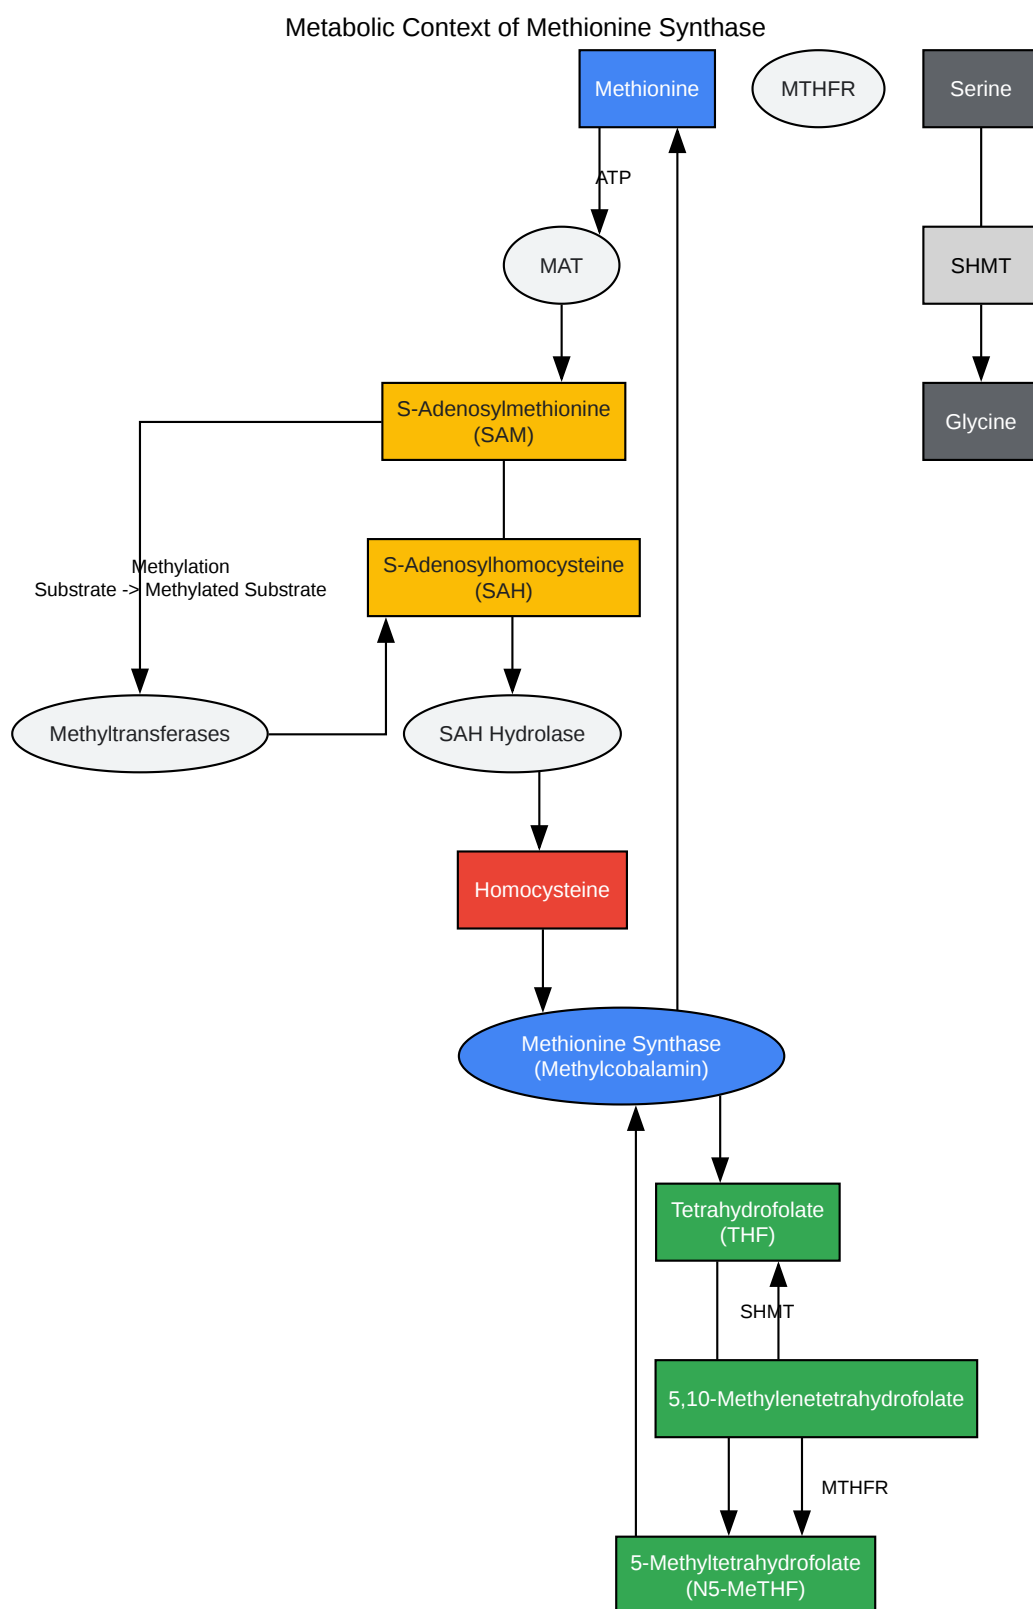 Metabolic Context of Methionine Synthase
Methionine
MTHFR
Serine
ATP
MAT
SHMT
S-Adenosylmethionine
(SAM)
Glycine
S-Adenosylhomocysteine
(SAH)
Methylation
Substrate -> Methylated Substrate
Methyltransferases
SAH Hydrolase
Homocysteine
Methionine Synthase
(Methylcobalamin)
Tetrahydrofolate
(THF)
SHMT
5,10-Methylenetetrahydrofolate
MTHFR
5-Methyltetrahydrofolate
(N5-MeTHF)